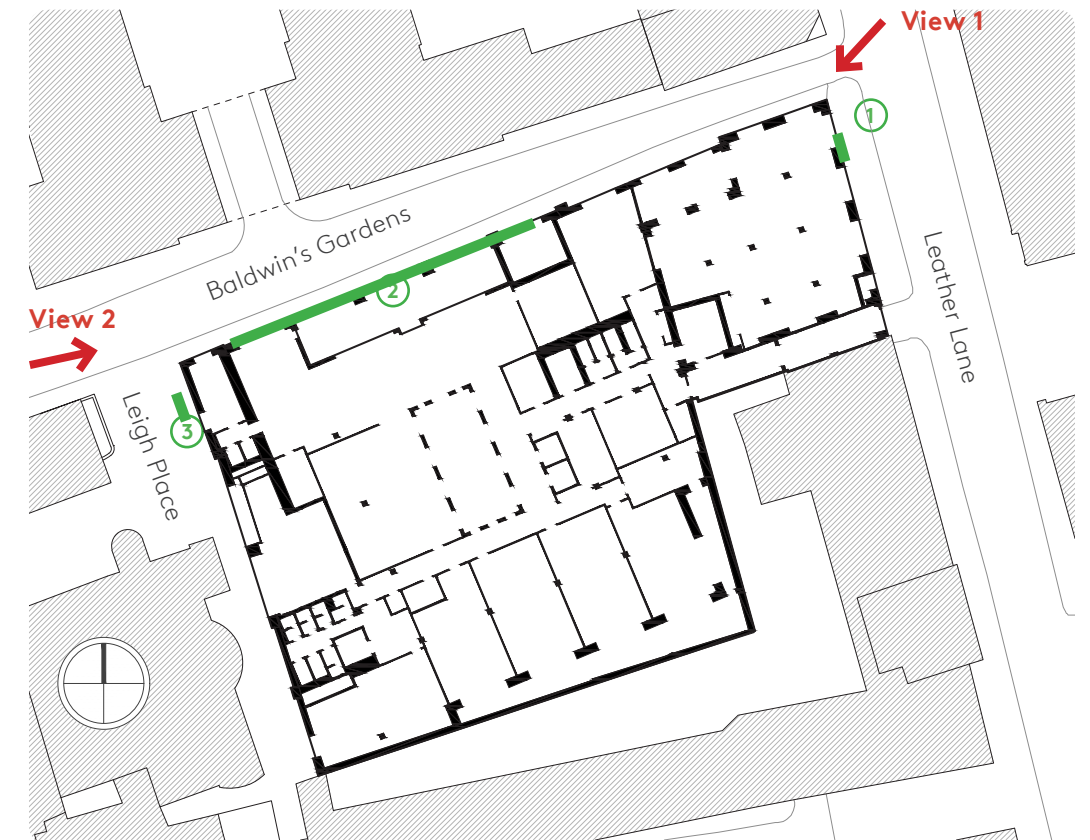 View 1
1
Baldwin's Gardens
2
Leather Lane
View 2
Leigh Place
3